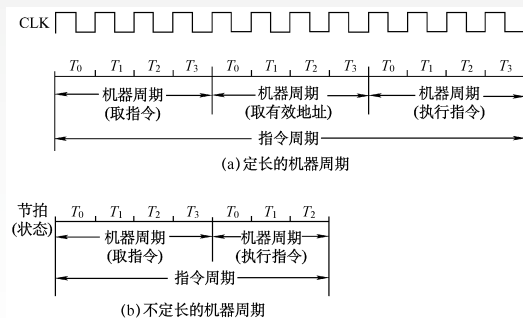 CLK
T0 T1 T2 T3 T0 T1 T2 T3 T0 T1 T2 T3
机器周期 机器周期 机器周期
(取指令) (取有效地址) (执行指令)
指令周期
(a)定长的机器周期
节拍
(状态)
T0 T1 T2 T3 T0 T1 T2
机器周期 机器周期
(取指令) (执行指令)
指令周期
(b)不定长的机器周期